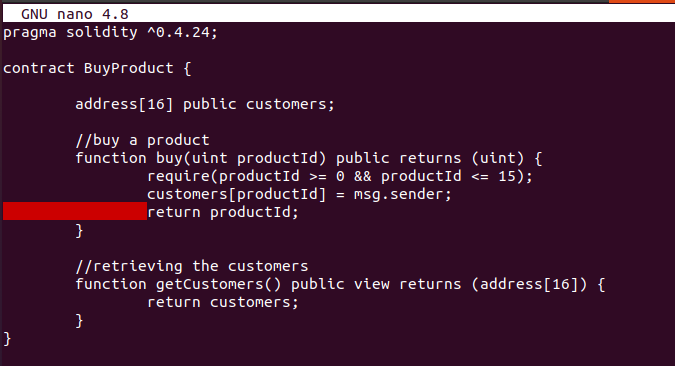 GNU nano 4.8
pragma solidity ^0.4.24;
contract BuyProduct {
address[16] public customers;
//buy a product
function buy(uint productId) public returns (uint) {
require(productId >= 0 && productId <= 15);
customers[productId] = msg.sender;
return productId;
}
//retrieving the customers
function getCustomers() public view returns (address[16]) {
return customers;
}
}